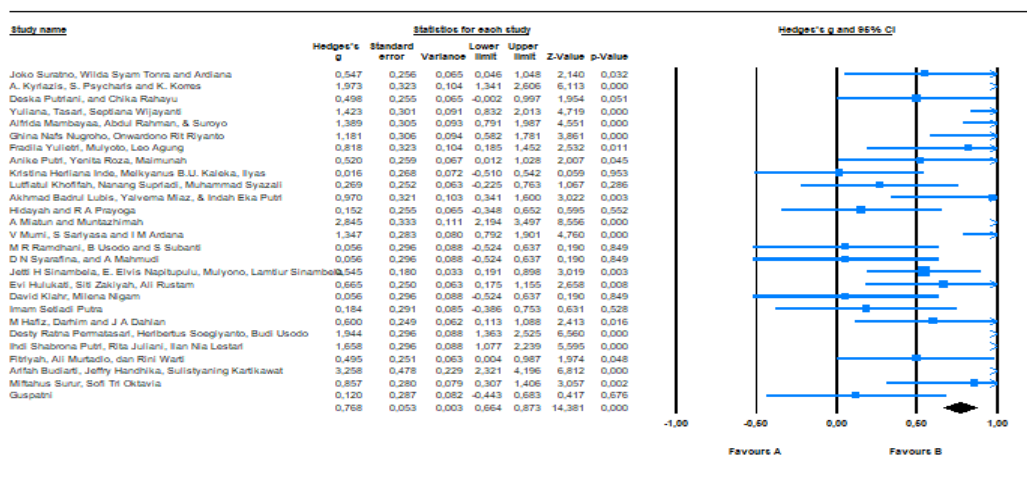 Study name Statistics for each study Hedges's g and 95% CI
Hedges's Standard Lower Upper
g error Variance limit limit Z-Value p-Value
Joko Suratno, Wilda Syam Tonra and Ardiana 0,547 0,256 0,065 0,046 1,048 2,140 0,032
A. Kyriazis, S. Psycharis and K. Korres 1,973 0,323 0,104 1,341 2,606 6,113 0,000
Deska Putriani, and Chika Rahayu 0,498 0,255 0,065 -0,002 0,997 1,954 0,051
Yuliana, Tasari, Septiana Wijayanti 1,423 0,301 0,091 0,832 2,013 4,719 0,000
Alfrida Mambayaa, Abdul Rahman, & Suroyo 1,389 0,305 0,093 0,791 1,987 4,551 0,000
Ghina Nafs Nugroho, Onwardono Rit Riyanto 1,181 0,306 0,094 0,582 1,781 3,861 0,000
Fradila Yulietri, Mulyoto, Leo Agung 0,818 0,323 0,104 0,185 1,452 2,532 0,011
Anike Putri, Yenita Roza, Maimunah 0,520 0,259 0,067 0,012 1,028 2,007 0,045
Kristina Herliana Inde, Melkyanus B.U. Kaleka, Ilyas 0,016 0,268 0,072 -0,510 0,542 0,059 0,953
Lutfiatul Khofifah, Nanang Supriadi, Muhammad Syazali 0,269 0,252 0,063 -0,225 0,763 1,067 0,286
Akhmad Badrul Lubis, Yalvema Miaz, & Indah Eka Putri 0,970 0,321 0,103 0,341 1,600 3,022 0,003
Hidayah and R A Prayoga 0,152 0,255 0,065 -0,348 0,652 0,595 0,552
A Miatun and Muntazhimah 2,845 0,333 0,111 2,194 3,497 8,556 0,000
V Murni, S Sariyasa and I M Ardana 1,347 0,283 0,080 0,792 1,901 4,760 0,000
M R Ramdhani, B Usodo and S Subanti 0,056 0,296 0,088 -0,524 0,637 0,190 0,849
D N Syarafina, and A Mahmudi 0,056 0,296 0,088 -0,524 0,637 0,190 0,849
Jetti H Sinambela, E. Elvis Napitupulu, Mulyono, Lamtiur Sinambela 0,545 0,180 0,033 0,191 0,898 3,019 0,003
Evi Hulukati, Siti Zakiyah, Ali Rustam 0,665 0,250 0,063 0,175 1,155 2,658 0,008
David Klahr, Milena Nigam 0,056 0,296 0,088 -0,524 0,637 0,190 0,849
Imam Setiadi Putra 0,184 0,291 0,085 -0,386 0,753 0,631 0,528
M Hafiz, Darhim and J A Dahlan 0,600 0,249 0,062 0,113 1,088 2,413 0,016
Desty Ratna Permatasari, Heribertus Soegiyanto, Budi Usodo 1,944 0,296 0,088 1,363 2,525 6,560 0,000
Ihdi Shabrona Putri, Rita Juliani, Ilan Nia Lestari 1,658 0,296 0,088 1,077 2,239 5,595 0,000
Fitriyah, Ali Murtadlo, dan Rini Warti 0,495 0,251 0,063 0,004 0,987 1,974 0,048
Arifah Budiarti, Jeffry Handhika, Sulistyaning Kartikawat 3,258 0,478 0,229 2,321 4,196 6,812 0,000
Miftahus Surur, Sofi Tri Oktavia 0,857 0,280 0,079 0,307 1,406 3,057 0,002
Guspatni 0,120 0,287 0,082 -0,443 0,683 0,417 0,676
0,768 0,053 0,003 0,664 0,873 14,381 0,000
-1,00 -0,50 0,00 0,50 1,00
Favours A Favours B